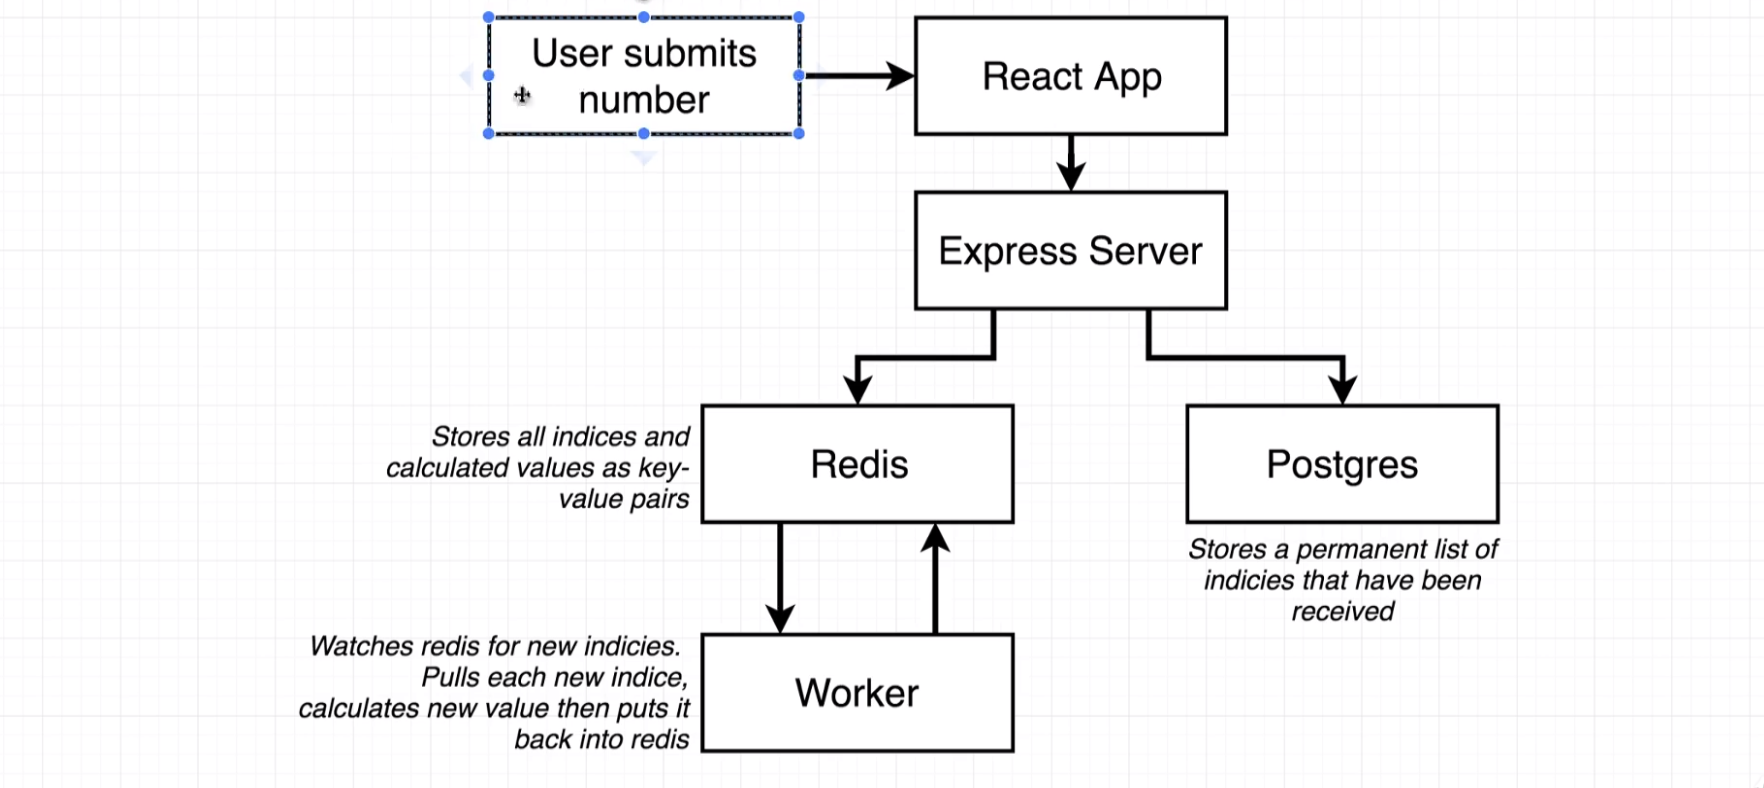 User submits
number
React App
Express Server
Stores all indices and
calculated values as key-
value pairs
Redis
Postgres
Stores a permanent list of
indicies that have been
received
Watches redis for new indicies.
Pulls each new indice,
calculates new value then puts it
back into redis
Worker